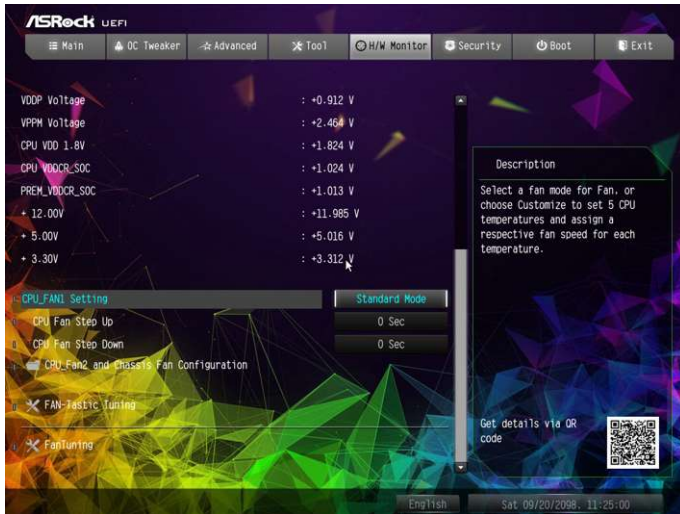 ASRock UEFI
Main OC Tweaker Advanced Tool H/W Monitor Security Boot Exit
VDDP Voltage : +0.912 V
VPPM Voltage : +2.464 V
CPU VDD 1.8V : +1.824 V
CPU VDDCR_SOC : +1.024 V
PREM_VDDCR_SOC : +1.013 V
+ 12.00V : +11.985 V
+ 5.00V : +5.016 V
+ 3.30V : +3.312 V
CPU_FAN1 Setting Standard Mode
CPU Fan Step Up 0 Sec
CPU Fan Step Down 0 Sec
CPU_Fan2 and Chassis Fan Configuration
FAN-Tastic Tuning
FanTuning
Description
Select a fan mode for Fan. or
choose Customize to set 5 CPU
temperatures and assign a
respective fan speed for each
temperature.
Get details via QR
code
English Sat 09/20/2098. 11:25:00